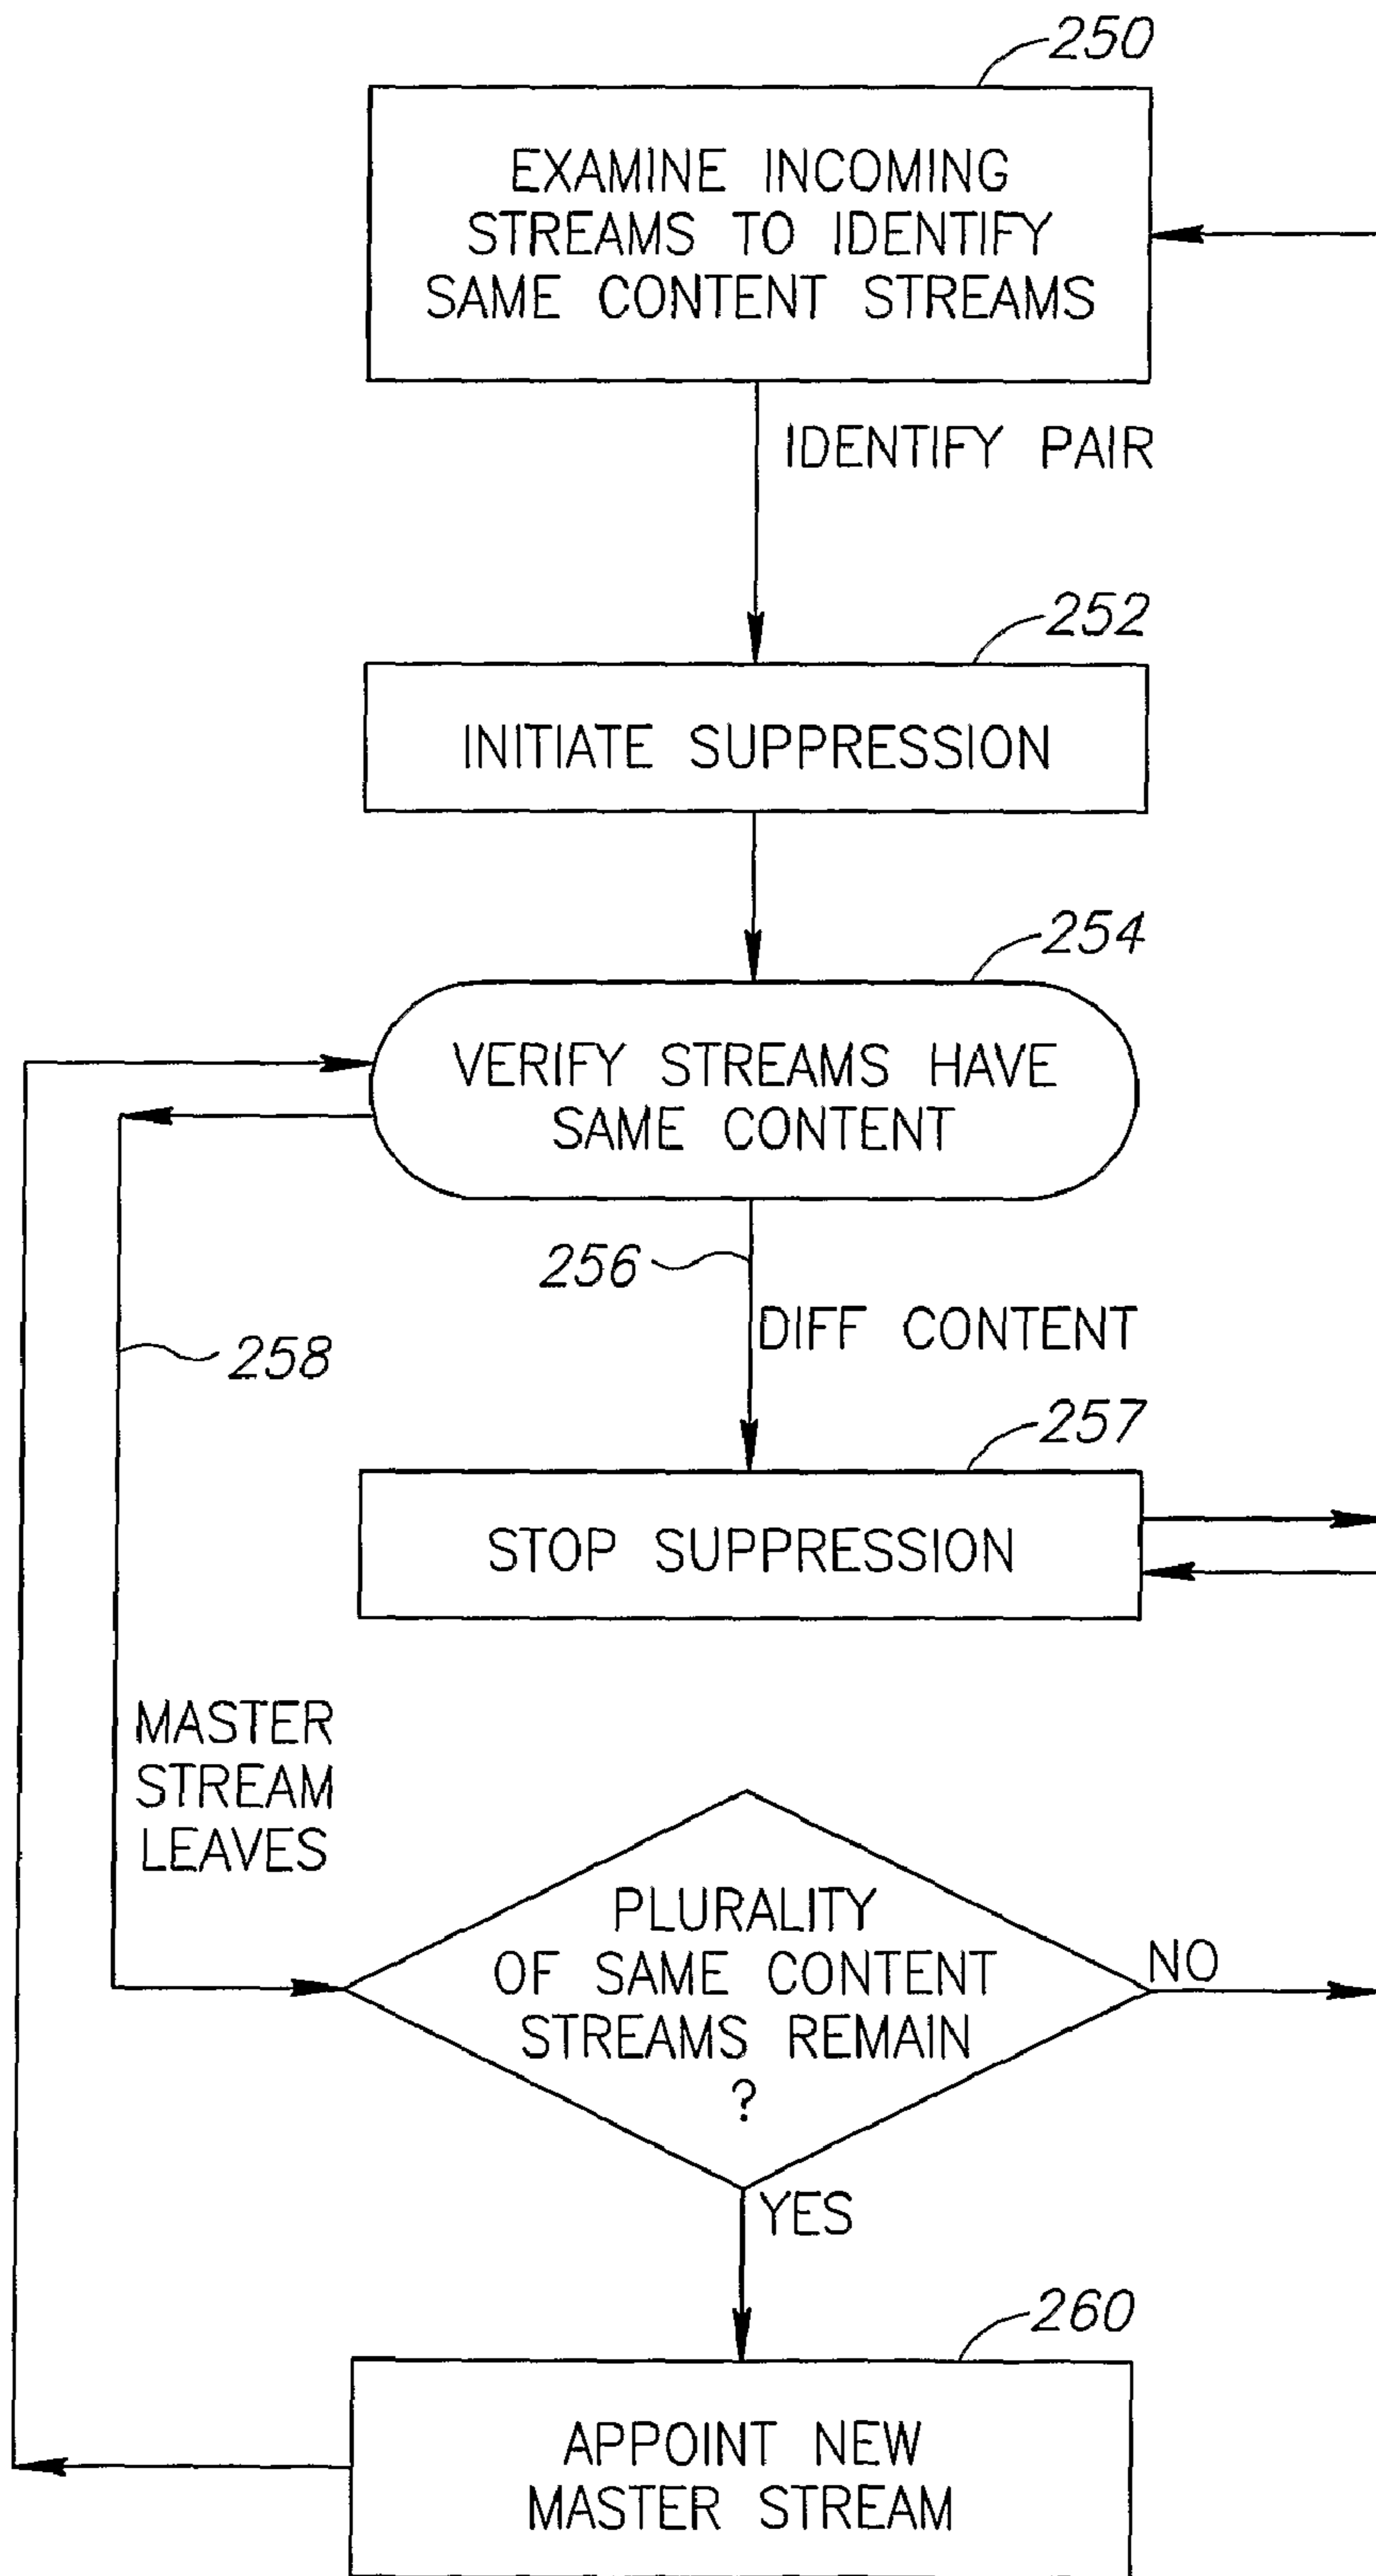 250
EXAMINE INCOMING
STREAMS TO IDENTIFY
SAME CONTENT STREAMS
IDENTIFY PAIR
252
INITIATE SUPPRESSION
254
VERIFY STREAMS HAVE
SAME CONTENT
256
DIFF CONTENT
258
257
STOP SUPPRESSION
MASTER
STREAM
LEAVES
PLURALITY
OF SAME CONTENT
STREAMS REMAIN
?
NO
YES
260
APPOINT NEW
MASTER STREAM